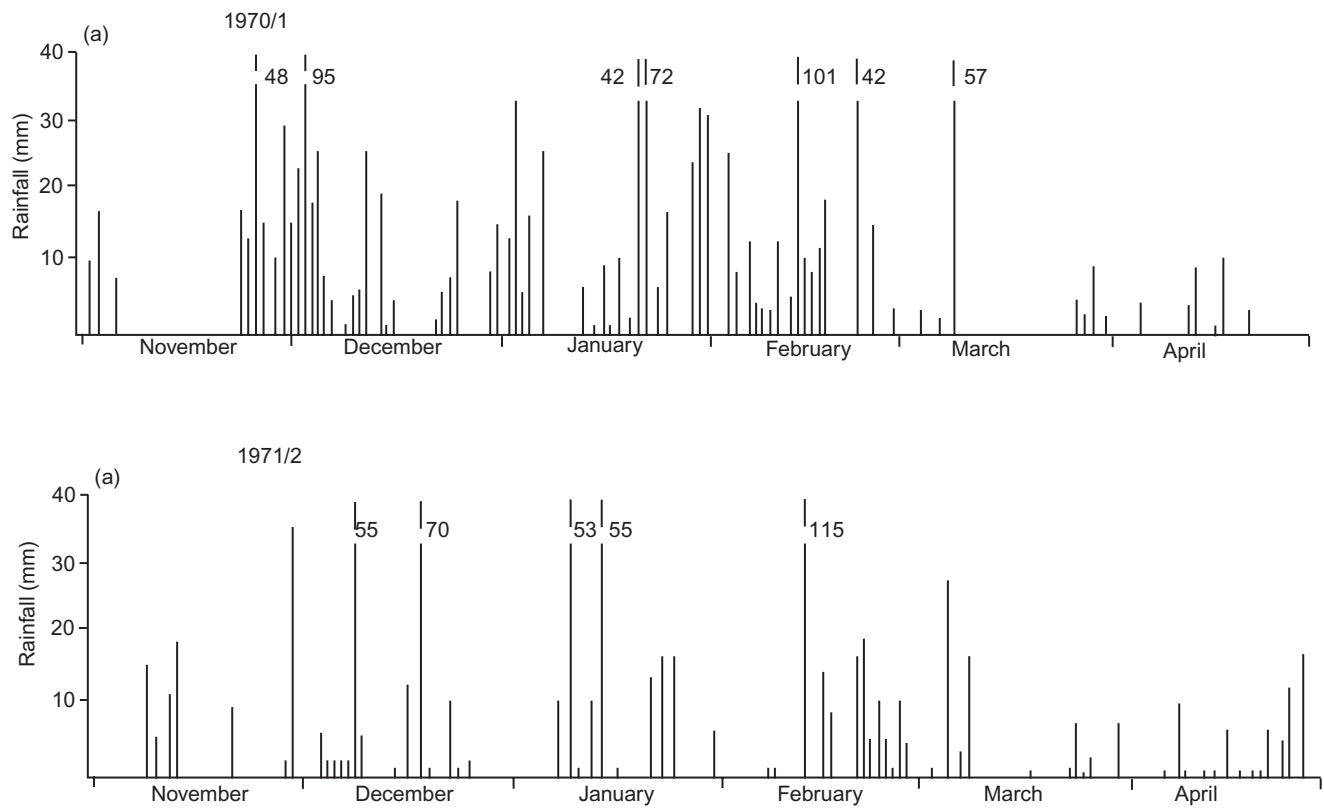 1970/1
(a)
40
48 95 42 72 101 42 57
30
20
10
Rainfall (mm)
November December January February March April
1971/2
(a)
40
55 70 53 55 115
30
20
10
Rainfall (mm)
November December January February March April